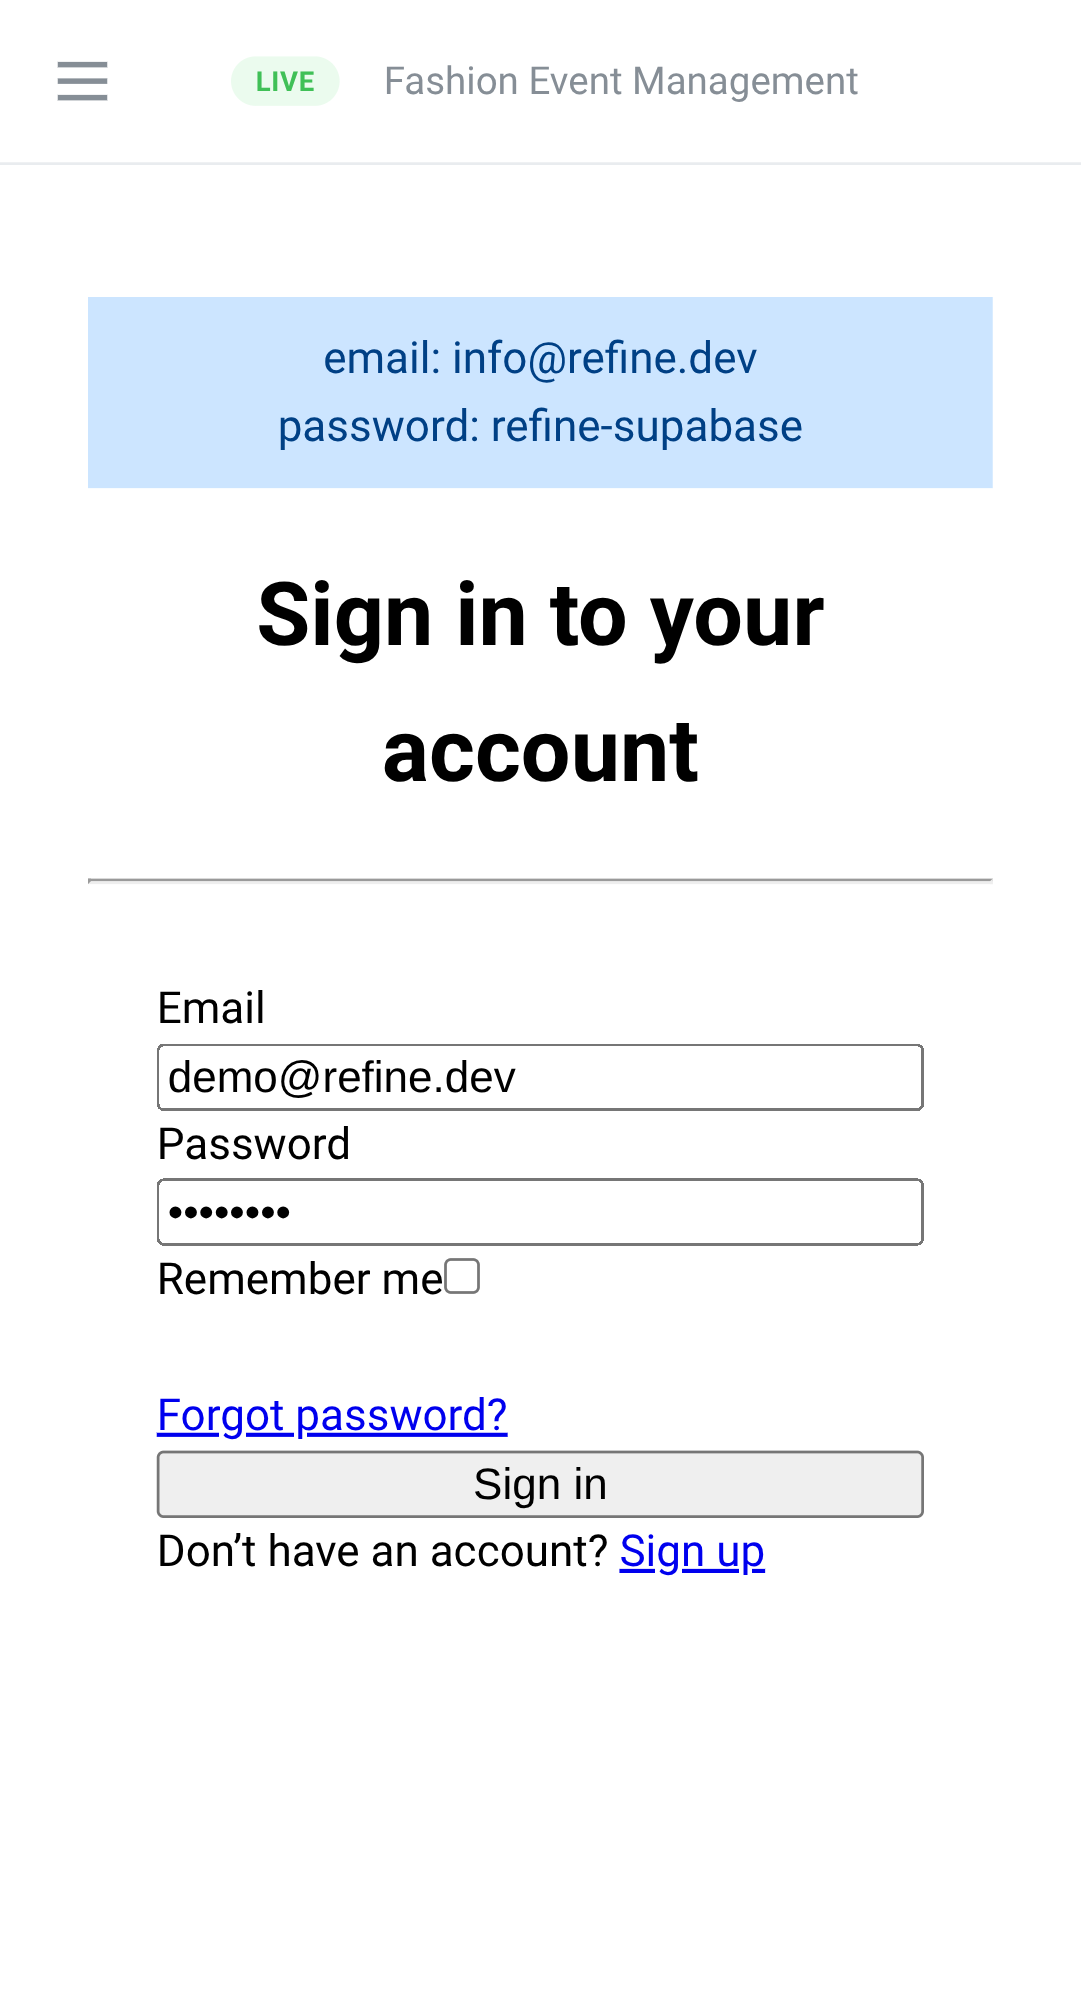 LIVE Fashion Event Management
email: info@refine.dev
password: refine-supabase
Sign in to your
account
Email
demo@refine.dev
Password
••••••••
Remember me
Forgot password?
Sign in
Don’t have an account? Sign up